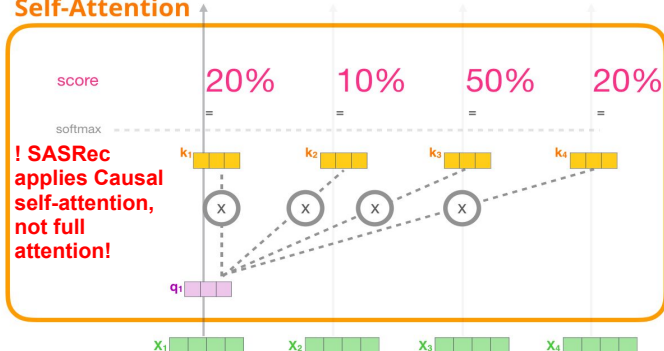 Self-Attention
score 20% 10% 50% 20%
= = = =
softmax
k1 k2 k3 k4
! SASRec
applies Causal
self-attention,
not full
attention!
X X X X
q1
X1 X2 X3 X4